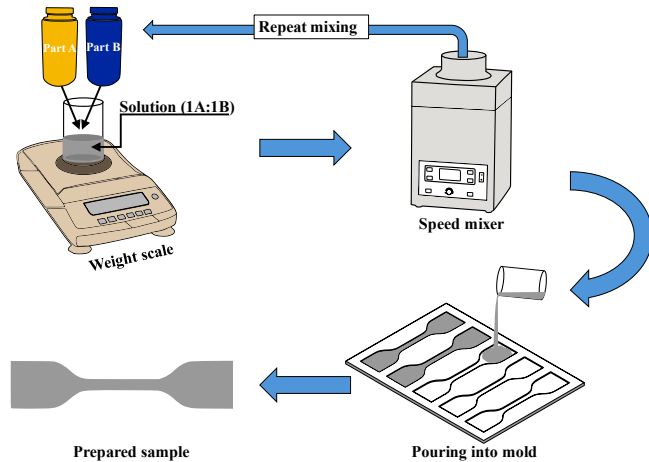 Repeat mixing
Part A
Part B
Solution (1A:1B)
Speed mixer
Weight scale
Prepared sample
Pouring into mold